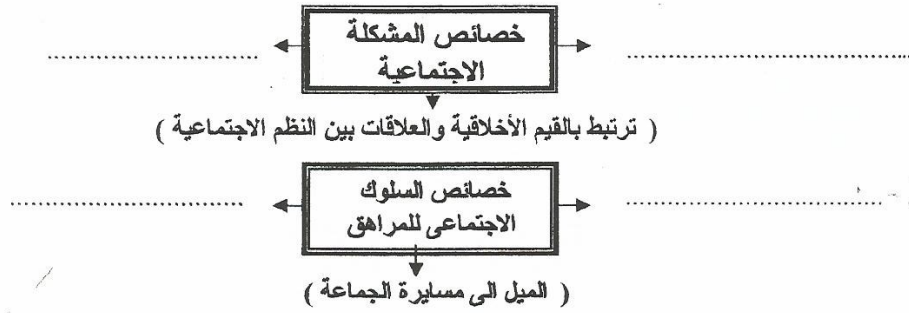 خصائص المشكلة
الاجتماعية
( ترتبط بالقيم الأخلاقية والعلاقات بين النظم الاجتماعية )
خصائص السلوك
الاجتماعى للمراهق
( الميل الى مسايرة الجماعة )